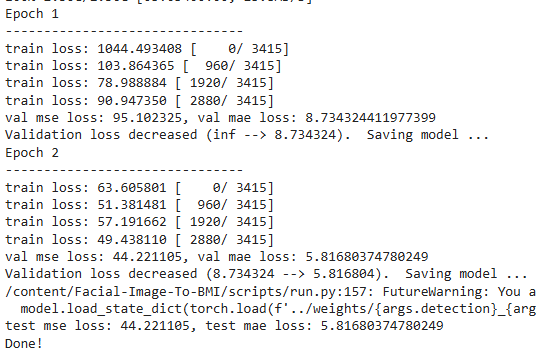 Epoch 1
-------------------------------
train loss: 1044.493408 [    0/ 3415]
train loss: 103.864365 [  960/ 3415]
train loss: 78.988884 [ 1920/ 3415]
train loss: 90.947350 [ 2880/ 3415]
val mse loss: 95.102325, val mae loss: 8.734324411977399
Validation loss decreased (inf --> 8.734324).  Saving model ...
Epoch 2
-------------------------------
train loss: 63.605801 [    0/ 3415]
train loss: 51.381481 [  960/ 3415]
train loss: 57.191662 [ 1920/ 3415]
train loss: 49.438110 [ 2880/ 3415]
val mse loss: 44.221105, val mae loss: 5.81680374780249
Validation loss decreased (8.734324 --> 5.816804).  Saving model ...
/content/Facial-Image-To-BMI/scripts/run.py:157: FutureWarning: You a
  model.load_state_dict(torch.load(f'../weights/{args.detection}_{arg
test mse loss: 44.221105, test mae loss: 5.81680374780249
Done!